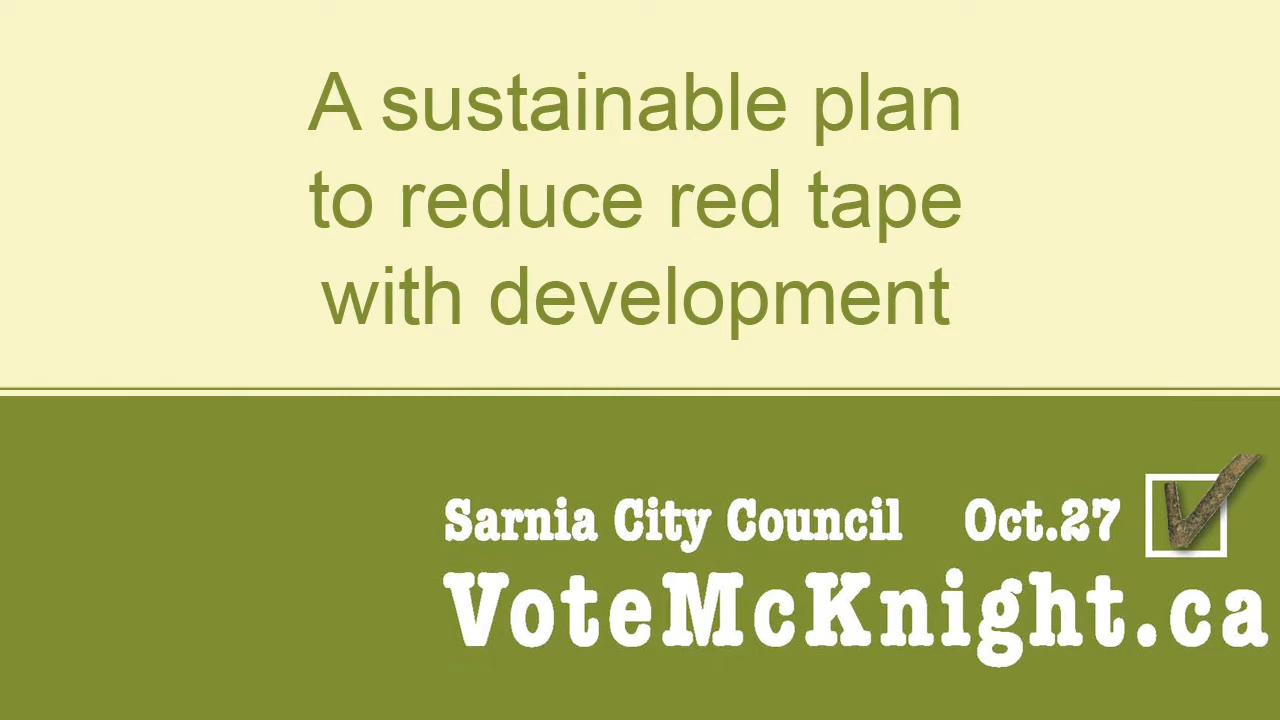 A sustainable plan
to reduce red tape
with development
Sarnia City Council Oct.27
VoteMcKnight.ca